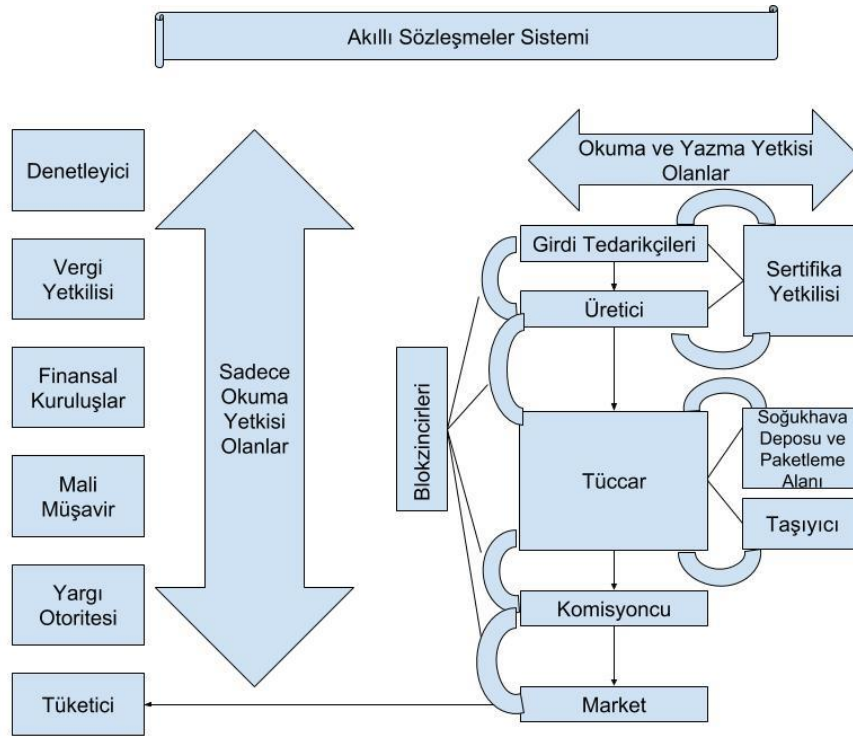 Akıllı Sözleşmeler Sistemi
Denetleyici
Vergi
Yetkilisi
Finansal
Kuruluşlar
Mali
Müşavir
Yargı
Otoritesi
Tüketici
Sadece
Okuma
Yetkisi
Olanlar
Blokzincirleri
Okuma ve Yazma Yetkisi
Olanlar
Girdi Tedarikçileri
Üretici
Tüccar
Komisyoncu
Market
Sertifika
Yetkilisi
Soğukhava
Deposu ve
Paketleme
Alanı
Taşıyıcı